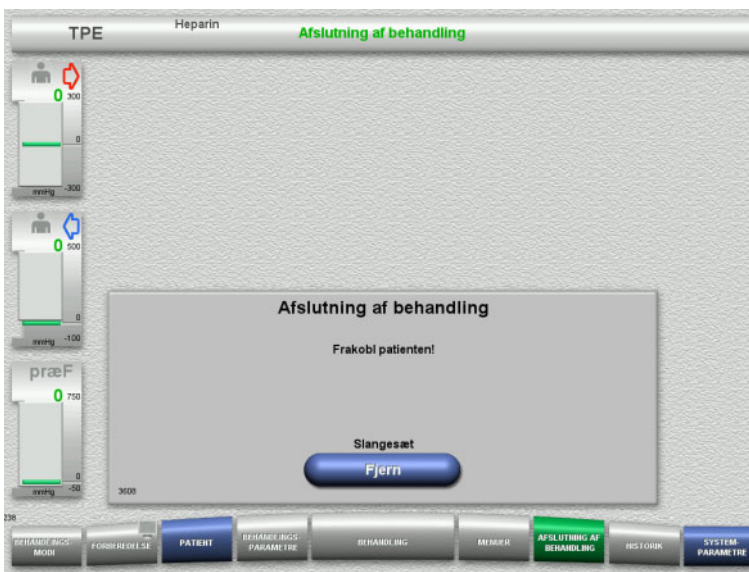 TPE
Heparin
Afslutning af behandling
0
300
0
mmHg
-300
0
500
0
mmHg
-100
præF
0
750
0
mmHg
-50
Afslutning af behandling
Frakobl patienten!
Slangesæt
Fjern
3608
238
BEHANDLINGS-
MODI
FORBEREDELSE
PATIENT
BEHANDLINGS-
PARAMETRE
BEHANDLING
MENUER
AFSLUTNING AF
BEHANDLING
HISTORIK
SYSTEM-
PARAMETRE